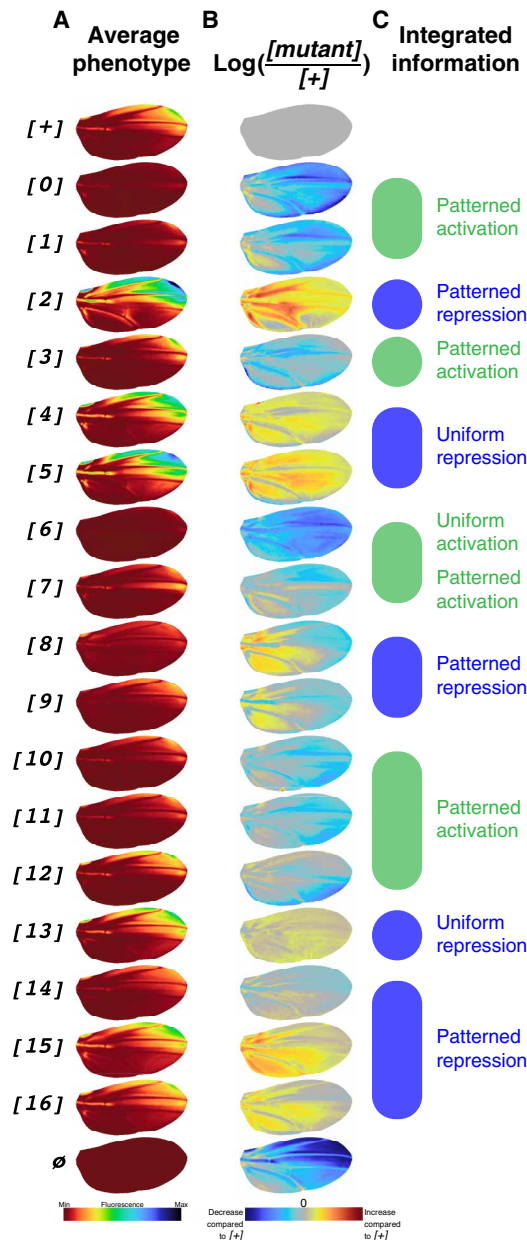 A Average phenotype
B Log([mutant]/[+])
C Integrated information
[+]
[0]
[1]
Patterned
activation
[2]
Patterned
repression
[3]
Patterned
activation
[4]
[5]
Uniform
repression
[6]
Uniform
activation
[7]
Patterned
activation
[8]
[9]
Patterned
repression
[10]
[11]
[12]
Patterned
activation
[13]
Uniform
repression
[14]
[15]
[16]
Patterned
repression
ø
Min Fluorescence Max
0
Decrease
compared
to [+]
Increase
compared
to [+]